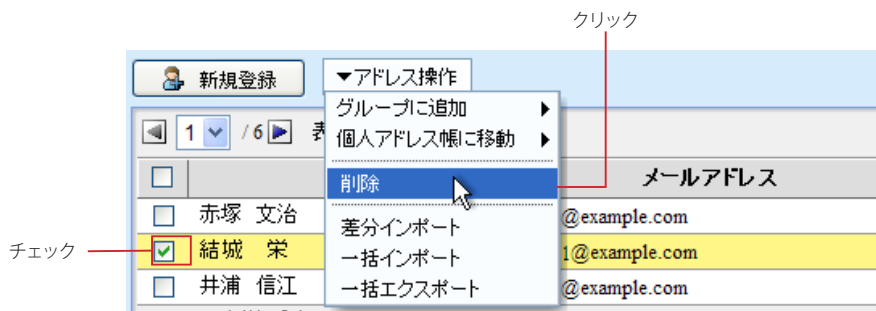 クリック
新規登録
▼アドレス操作
グループに追加
1 / 6
個人アドレス帳に移動
削除
メールアドレス
赤塚 文治
@example.com
差分インポート
チェック
結城 栄
1@example.com
一括インポート
井浦 信江
@example.com
一括エクスポート